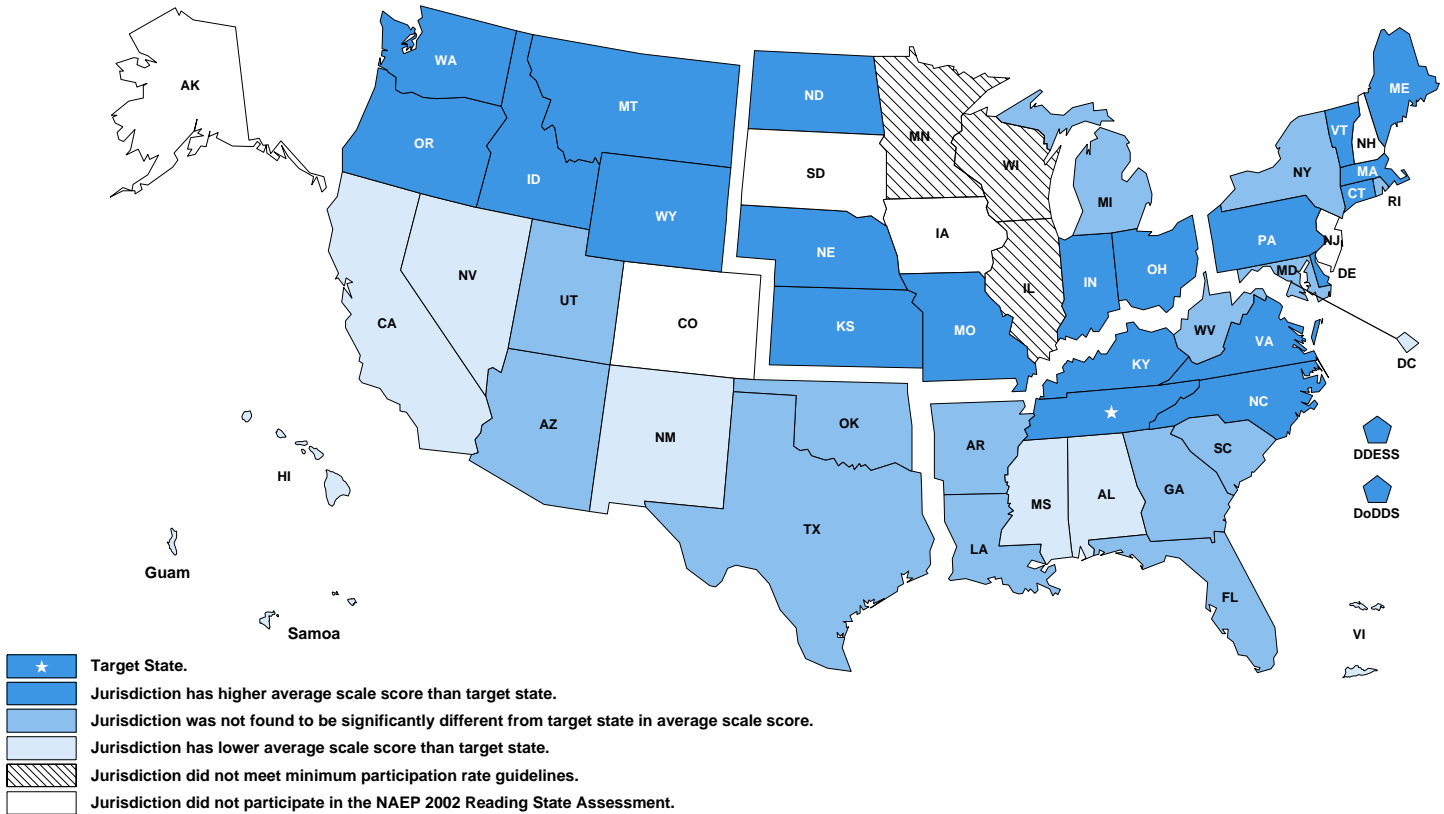 WA
MT
ND
ME
AK
OR
MN
VT
NH
ID
SD
WI
NY
MA
CT
RI
WY
MI
IA
PA
NJ
NE
OH
DE
NV
UT
IN
MD
CA
CO
KS
MO
IL
WV
VA
KY
DC
NC
AZ
NM
OK
AR
SC
DDESS
HI
MS
AL
GA
DoDDS
TX
LA
Guam
FL
Samoa
VI
Target State.
Jurisdiction has higher average scale score than target state.
Jurisdiction was not found to be significantly different from target state in average scale score.
Jurisdiction has lower average scale score than target state.
Jurisdiction did not meet minimum participation rate guidelines.
Jurisdiction did not participate in the NAEP 2002 Reading State Assessment.